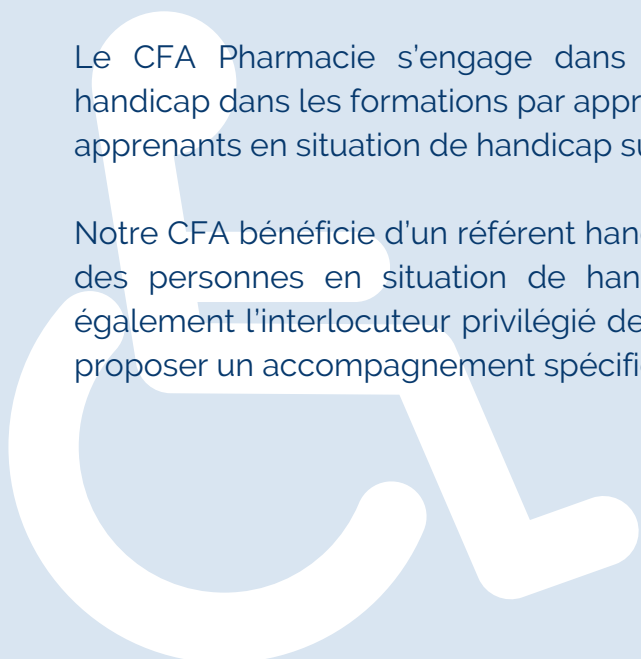 Le CFA Pharmacie s'engage dans
handicap dans les formations par appr
apprenants en situation de handicap su
Notre CFA bénéficie d'un référent han
des personnes en situation de han
également l'interlocuteur privilégié de
proposer un accompagnement spécifi